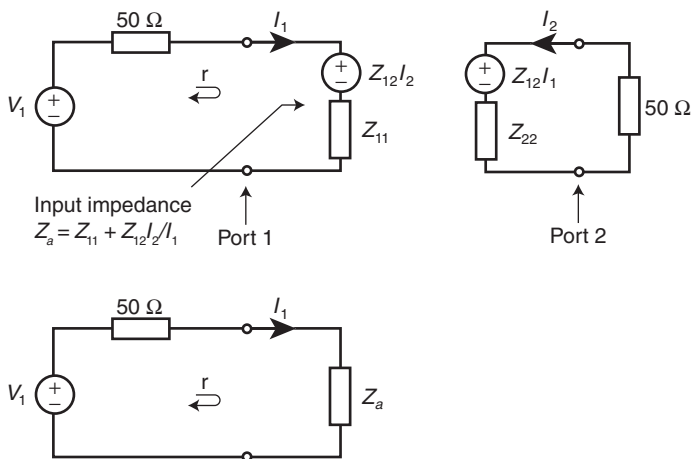 50 Ω
I₁
I₂
r
+
−
V₁
+
−
Z₁₂I₂
Z₁₁
+
−
Z₁₂I₁
Z₂₂
50 Ω
Input impedance
Zₐ = Z₁₁ + Z₁₂I₂/I₁
Port 1
Port 2
50 Ω
I₁
r
V₁
+
−
Zₐ